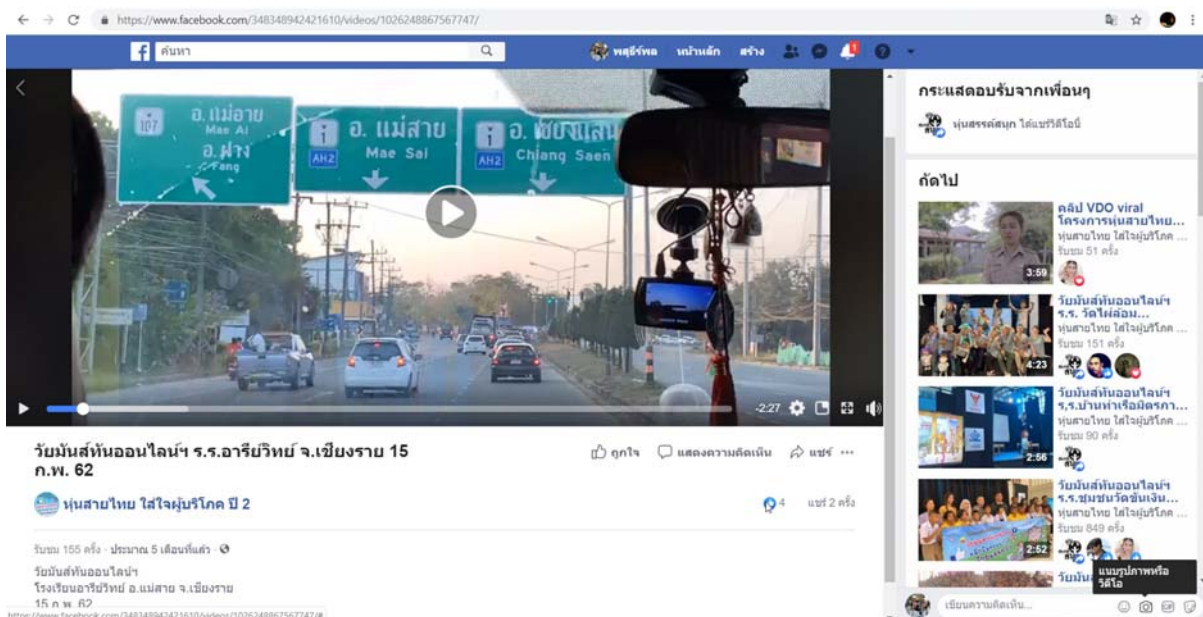 https://www.facebook.com/348348942421610/videos/1026248867567747/
ค้นหา
พสุธีร์พล หน้าหลัก สร้าง
1
107
อ. แม่อาย
Mae Ai
อ. ฝาง
Fang
1
AH2
อ. แม่สาย
Mae Sai
1
AH2
อ. เชียงแสน
Chiang Saen
-2:27
วัยมันส์ทันออนไลน์ฯ ร.ร.อารีย์วิทย์ จ.เชียงราย 15
ก.พ. 62
ถูกใจ แสดงความคิดเห็น แชร์
หุ่นสายไทย ใส่ใจผู้บริโภค ปี 2
4 แชร์ 2 ครั้ง
รับชม 155 ครั้ง · ประมาณ 5 เดือนที่แล้ว
วัยมันส์ทันออนไลน์ฯ
โรงเรียนอารีย์วิทย์ อ.แม่สาย จ.เชียงราย
15 ก.พ. 62
https://www.facebook.com/348348942421610/videos/1026248867567747/#
กระแสตอบรับจากเพื่อนๆ
หุ่นสรรค์สนุก ได้แชร์วิดีโอนี้
ถัดไป
คลิป VDO viral
โครงการหุ่นสายไทย...
หุ่นสายไทย ใส่ใจผู้บริโภค ...
รับชม 51 ครั้ง
3:59
วัยมันส์ทันออนไลน์ฯ
ร.ร. วัดไผ่ล้อม...
หุ่นสายไทย ใส่ใจผู้บริโภค ...
รับชม 151 ครั้ง
4:23
วัยมันส์ทันออนไลน์ฯ
ร.ร.บ้านท่าเรือมิตรภา...
หุ่นสายไทย ใส่ใจผู้บริโภค ...
รับชม 90 ครั้ง
2:56
วัยมันส์ทันออนไลน์ฯ
ร.ร.ชุมชนวัดขันเงิน...
หุ่นสายไทย ใส่ใจผู้บริโภค ...
รับชม 849 ครั้ง
2:52
แนบรูปภาพหรือ
วิดีโอ
เขียนความคิดเห็น...